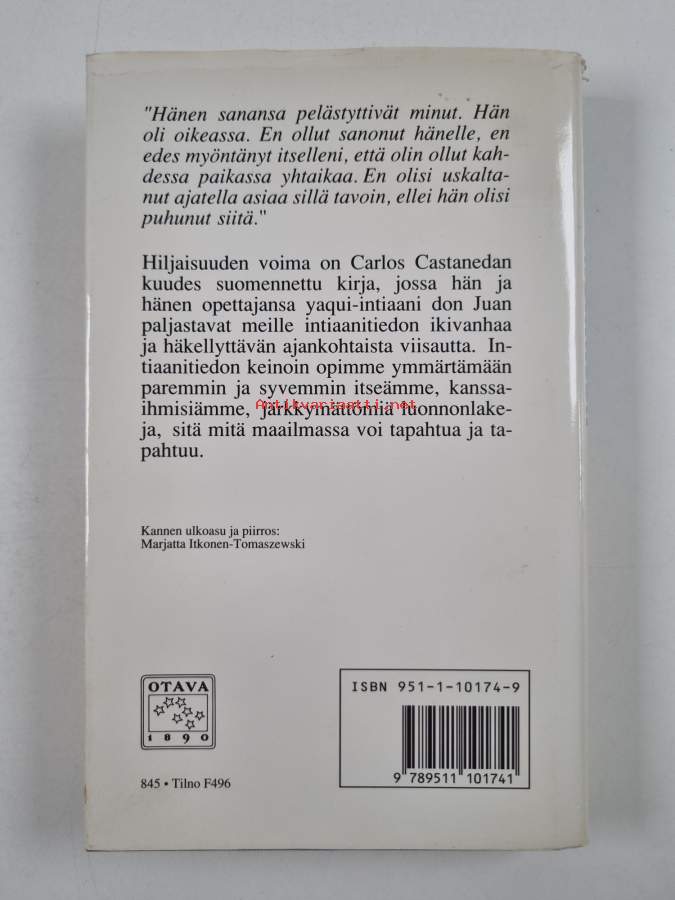 "Hänen sanansa pelästyttivät minut. Hän
oli oikeassa. En ollut sanonut hänelle, en
edes myöntänyt itselleni, että olin ollut kah-
dessa paikassa yhtaikaa. En olisi uskalta-
nut ajatella asiaa sillä tavoin, ellei hän olisi
puhunut siitä."
Hiljaisuuden voima on Carlos Castanedan
kuudes suomennettu kirja, jossa hän ja
hänen opettajansa yaqui-intiaani don Juan
paljastavat meille intiaanitiedon ikivanhaa
ja häkellyttävän ajankohtaista viisautta. In-
tiaanitiedon keinoin opimme ymmärtämään
paremmin ja syvemmin itseämme, kanssa-
ihmisiämme, järkkymättömiä luonnonlake-
Antikvariaatti.net
ja, sitä mitä maailmassa voi tapahtua ja ta-
pahtuu.
Kannen ulkoasu ja piirros:
Marjatta Itkonen-Tomaszewski
OTAVA
1890
ISBN 951-1-10174-9
9 789511 101741
845 • Tilno F496